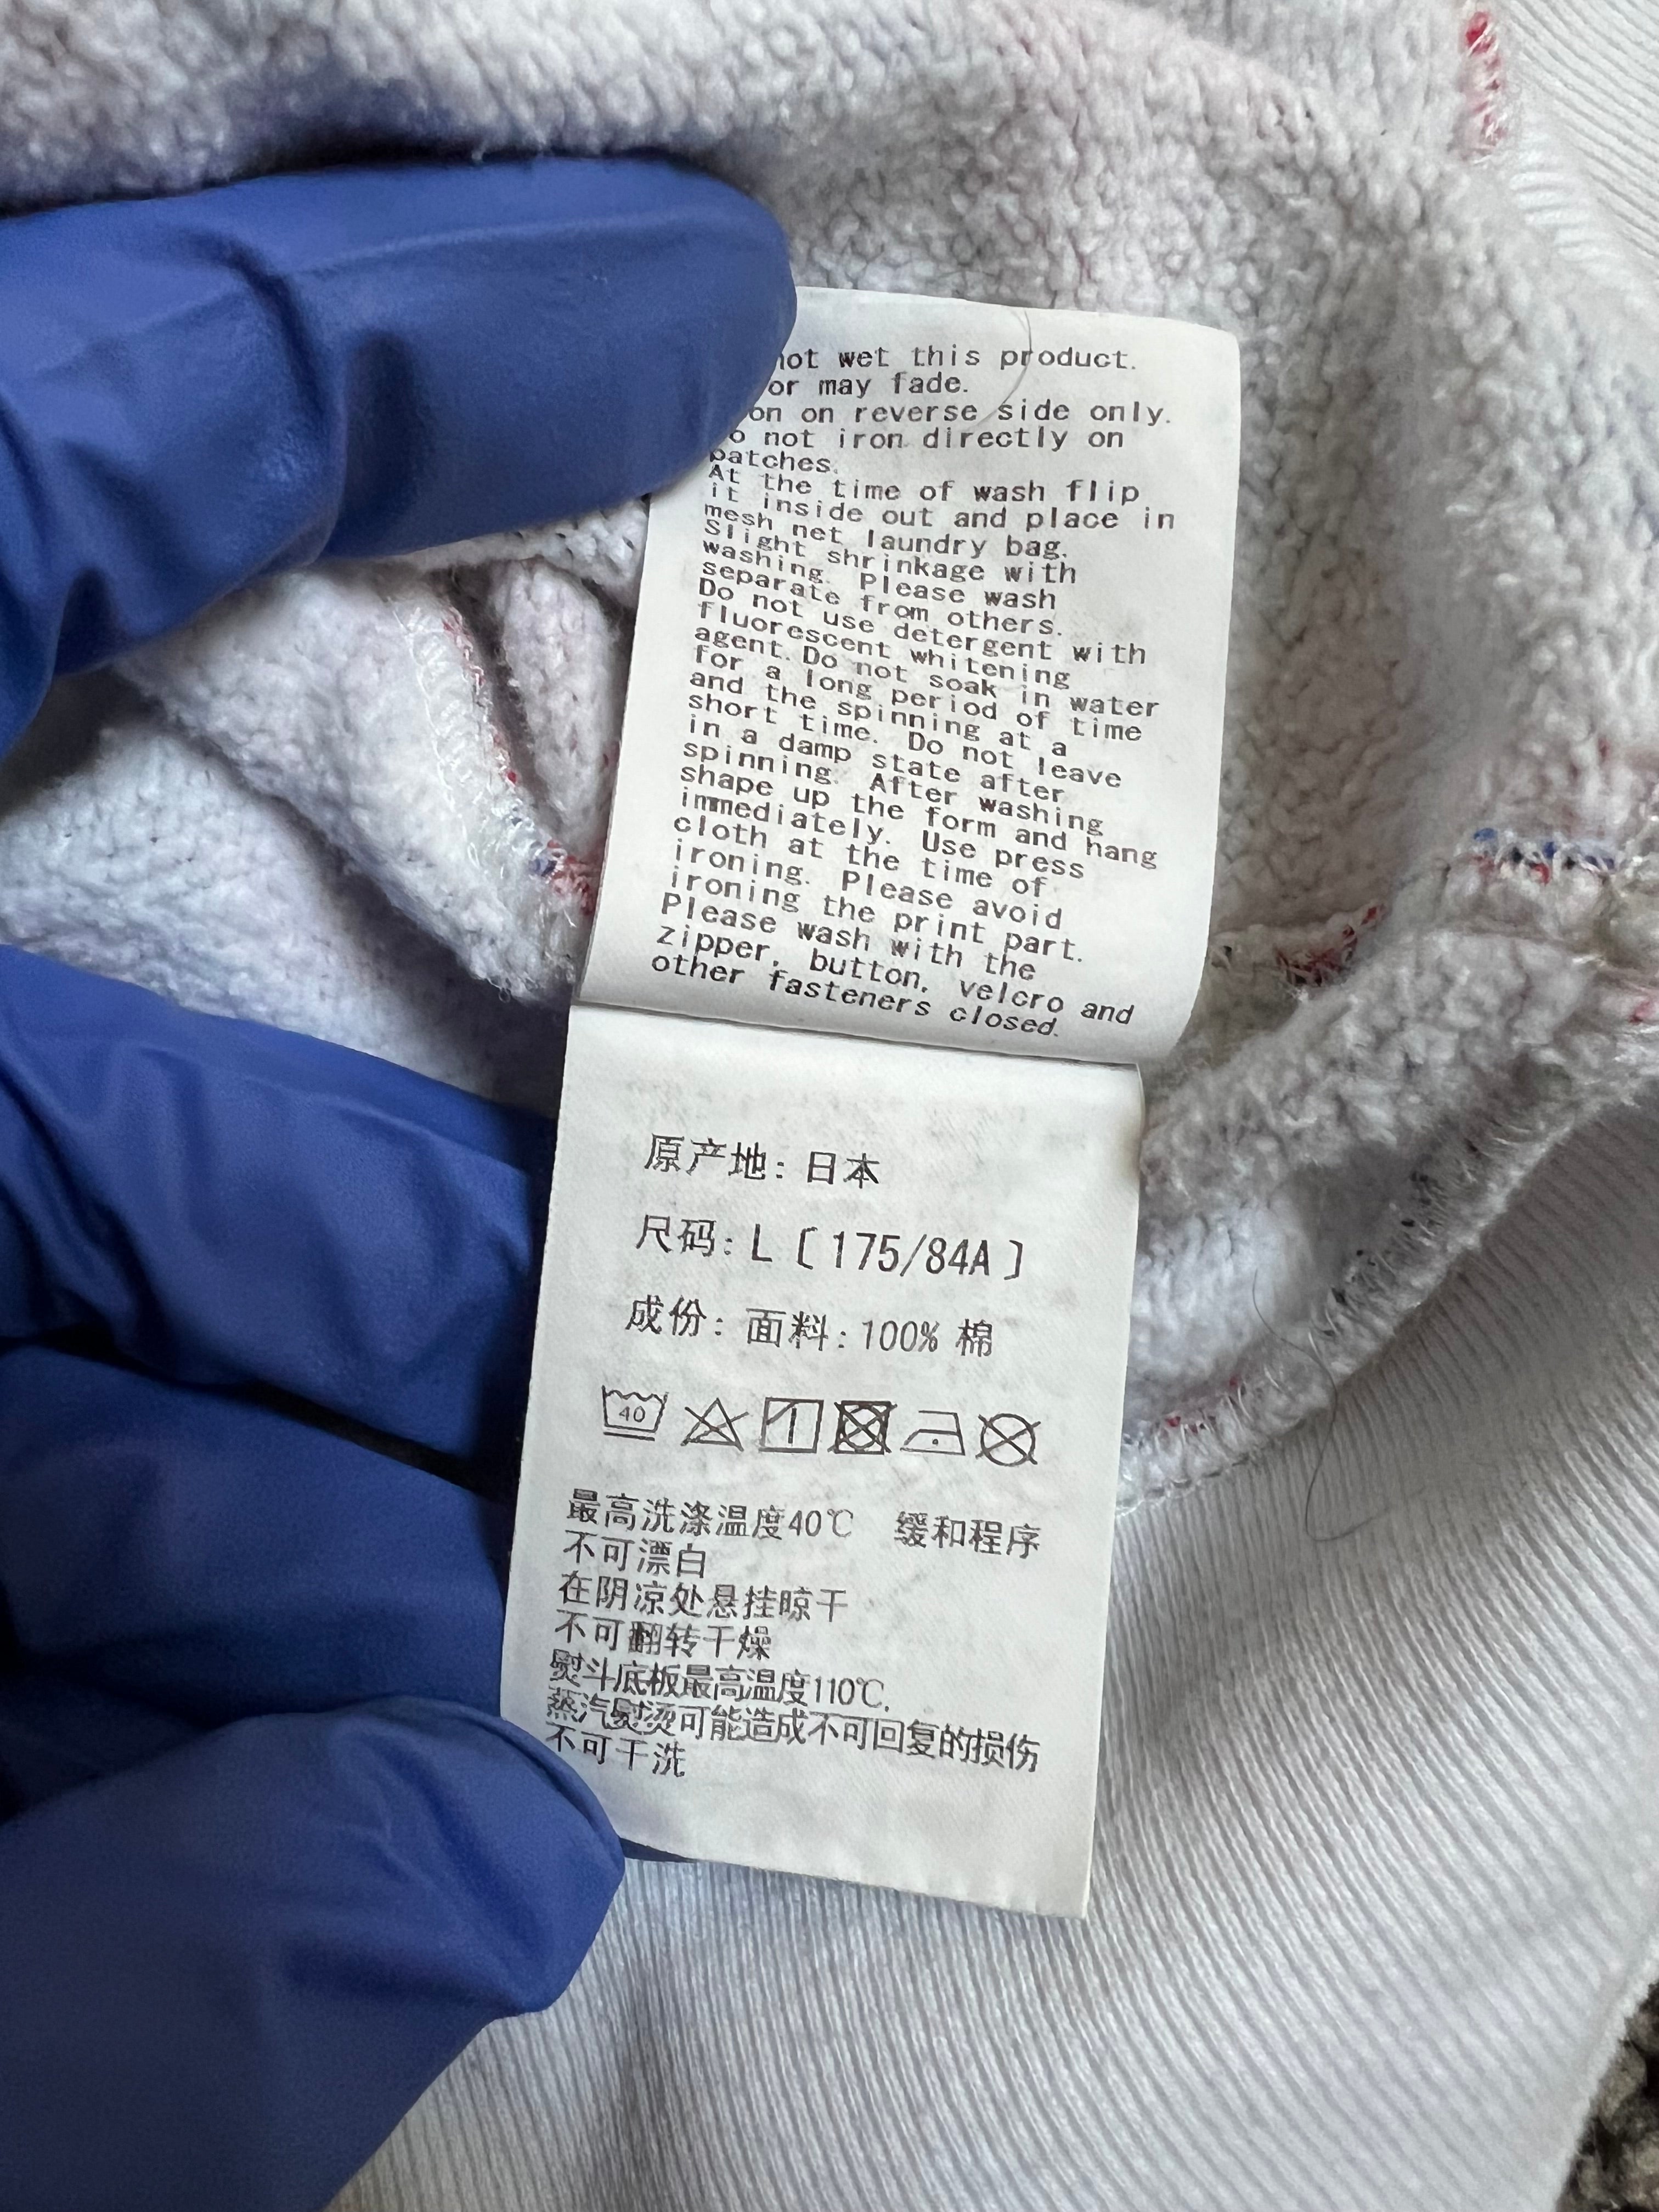 not wet this product.
or may fade.
on on reverse side only.
o not iron directly on
patches.
At the time of wash flip
it inside out and place in
mesh net laundry bag.
Slight shrinkage with
washing. Please wash
separate from others.
Do not use detergent with
fluorescent whitening
agent. Do not soak in water
for a long period of time
and the spinning at a
short time. Do not leave
in a damp state after
spinning. After washing
shape up the form and hang
immediately. Use press
cloth at the time of
ironing. Please avoid
ironing the print part.
Please wash with the
zipper, button, velcro and
other fasteners closed.
原产地: 日本
尺码: L [ 175/84A ]
成份: 面料: 100% 棉
40
最高洗涤温度40℃ 缓和程序
不可漂白
在阴凉处悬挂晾干
不可翻转干燥
熨斗底板最高温度110℃,
蒸汽熨烫可能造成不可回复的损伤
不可干洗